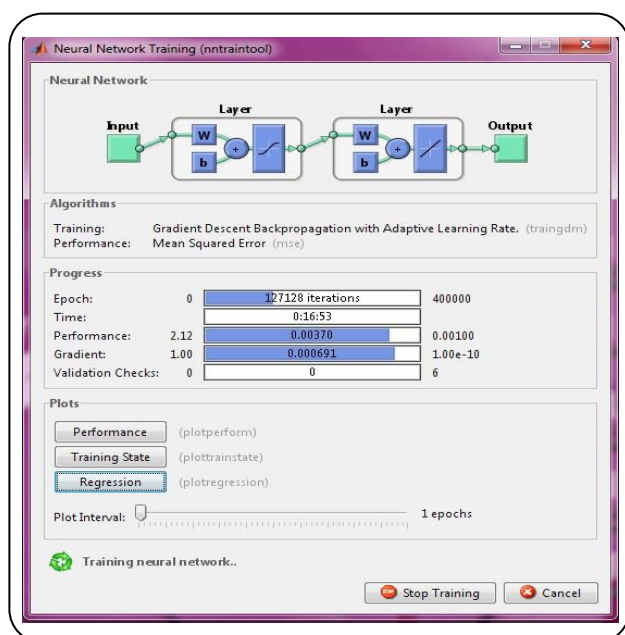 Neural Network Training (nntraintool)
Neural Network
Layer Layer
Input W b + W b + Output
Algorithms
Training: Gradient Descent Backpropagation with Adaptive Learning Rate. (traingdm)
Performance: Mean Squared Error (mse)
Progress
Epoch: 0 127128 iterations 400000
Time: 0:16:53
Performance: 2.12 0.00370 0.00100
Gradient: 1.00 0.000691 1.00e-10
Validation Checks: 0 0 6
Plots
Performance (plotperform)
Training State (plottrainstate)
Regression (plotregression)
Plot Interval: 1 epochs
Training neural network..
STOP Stop Training Cancel